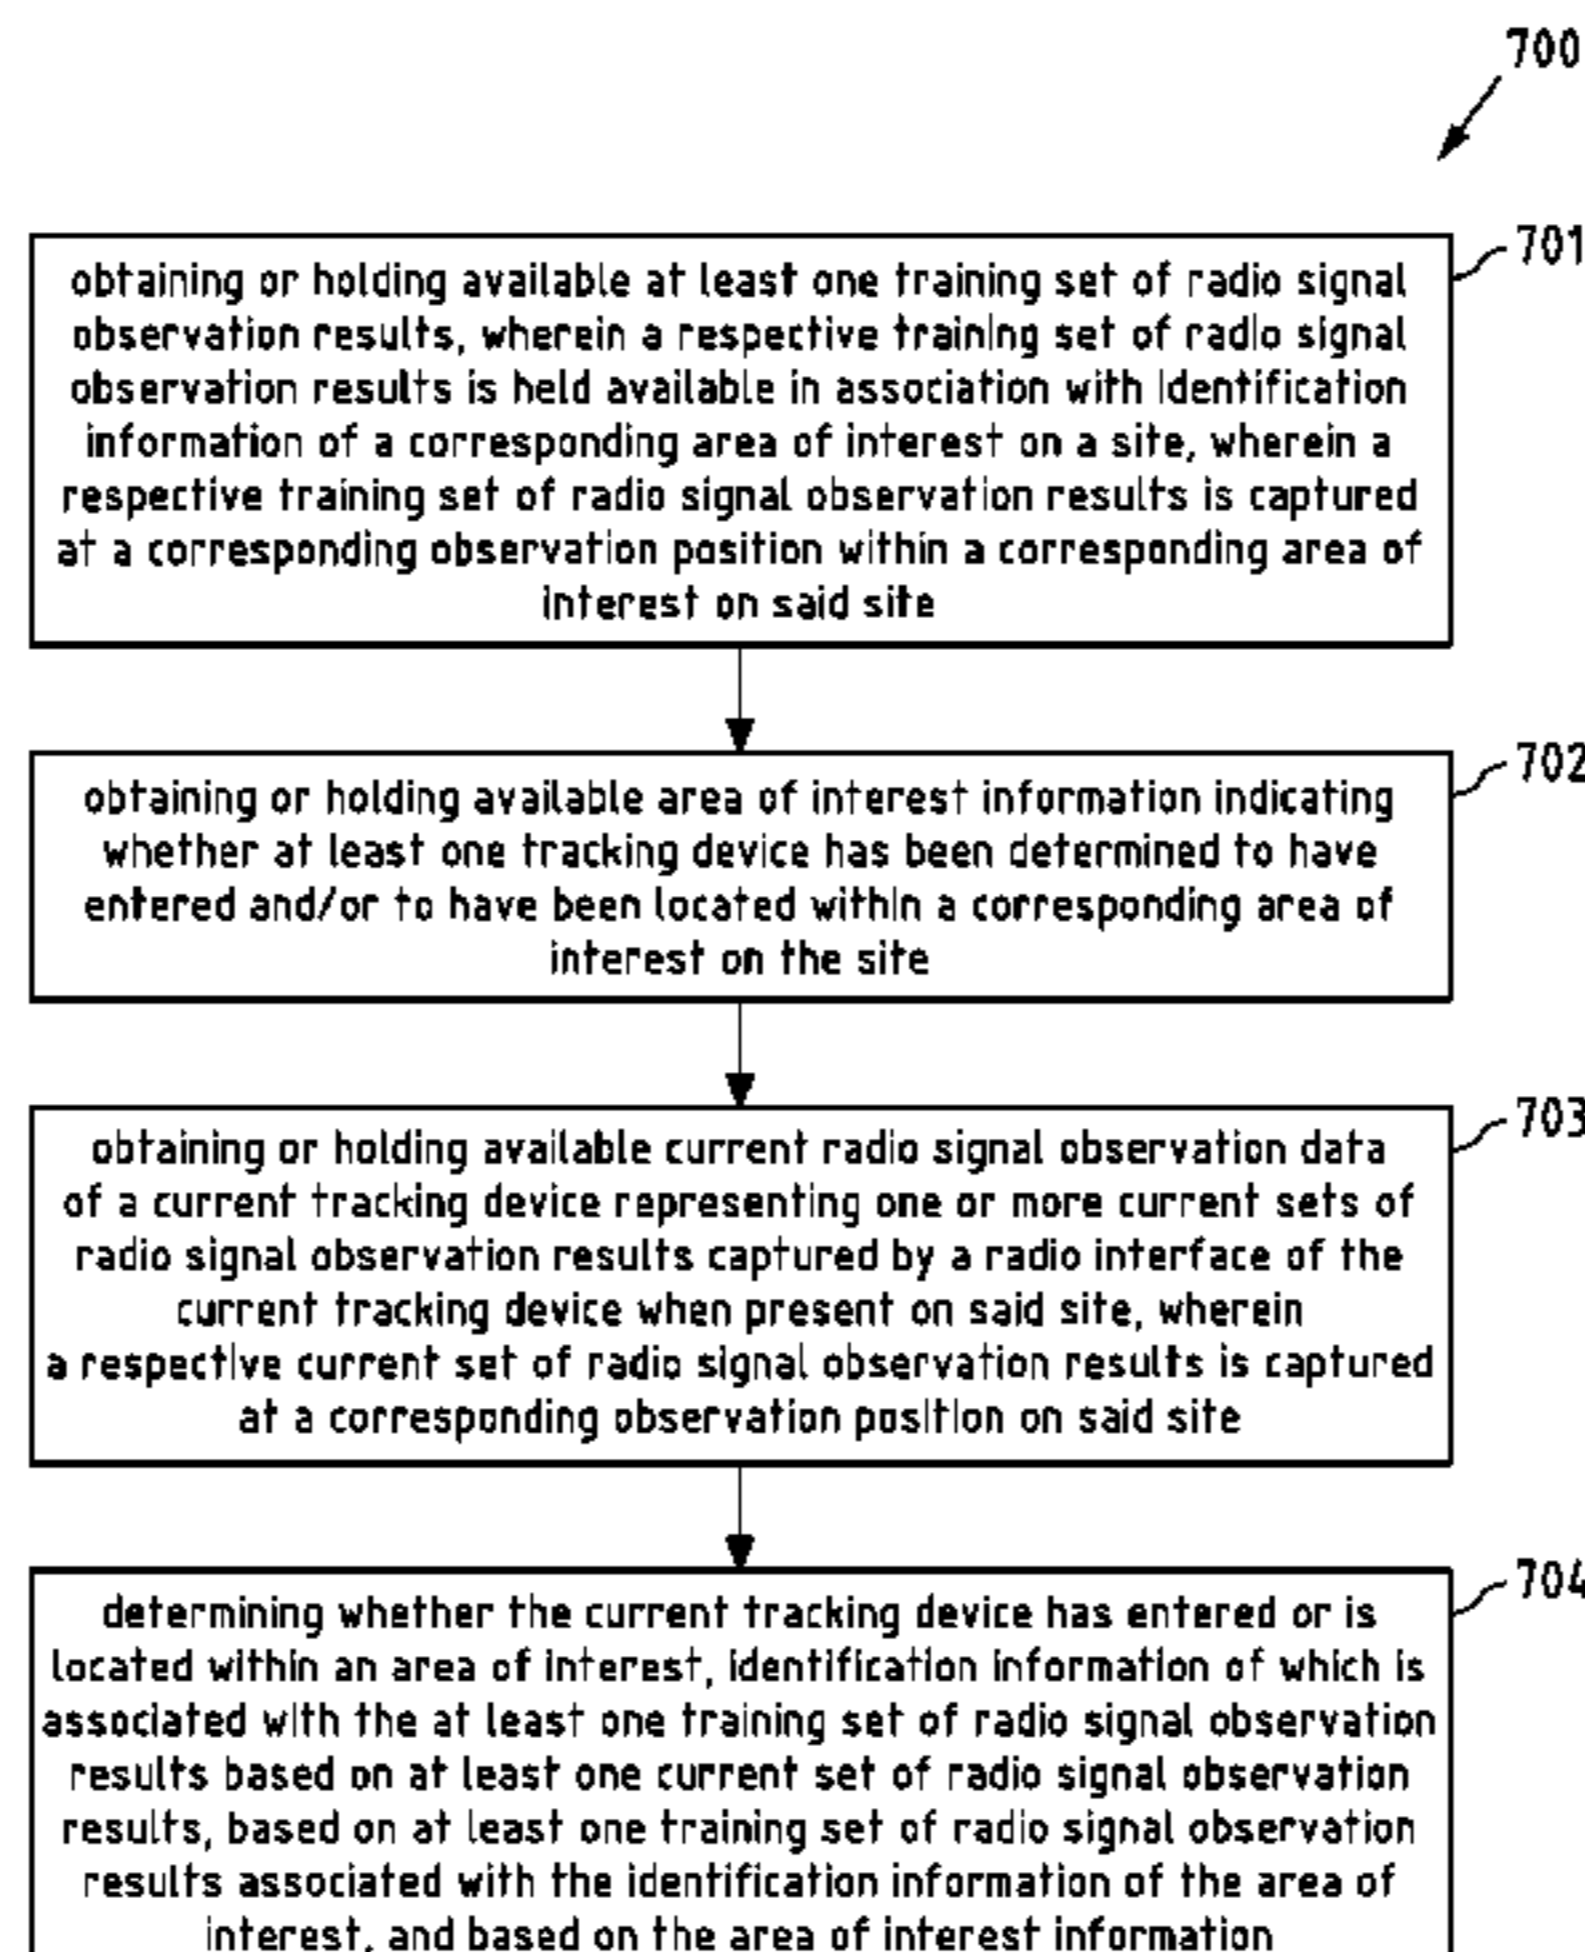 700
701
obtaining or holding available at least one training set of radio signal
observation results, wherein a respective training set of radio signal
observation results is held available in association with identification
information of a corresponding area of interest on a site, wherein a
respective training set of radio signal observation results is captured
at a corresponding observation position within a corresponding area of
interest on said site
702
obtaining or holding available area of interest information indicating
whether at least one tracking device has been determined to have
entered and/or to have been located within a corresponding area of
interest on the site
703
obtaining or holding available current radio signal observation data
of a current tracking device representing one or more current sets of
radio signal observation results captured by a radio interface of the
current tracking device when present on said site, wherein
a respective current set of radio signal observation results is captured
at a corresponding observation position on said site
704
determining whether the current tracking device has entered or is
located within an area of interest, identification information of which is
associated with the at least one training set of radio signal observation
results based on at least one current set of radio signal observation
results, based on at least one training set of radio signal observation
results associated with the identification information of the area of
interest, and based on the area of interest information